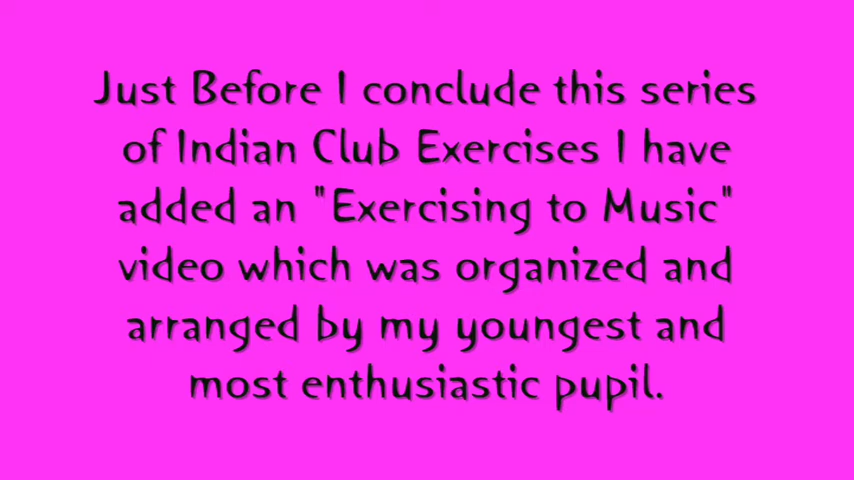 Just Before I conclude this series
of Indian Club Exercises I have
added an "Exercising to Music"
video which was organized and
arranged by my youngest and
most enthusiastic pupil.